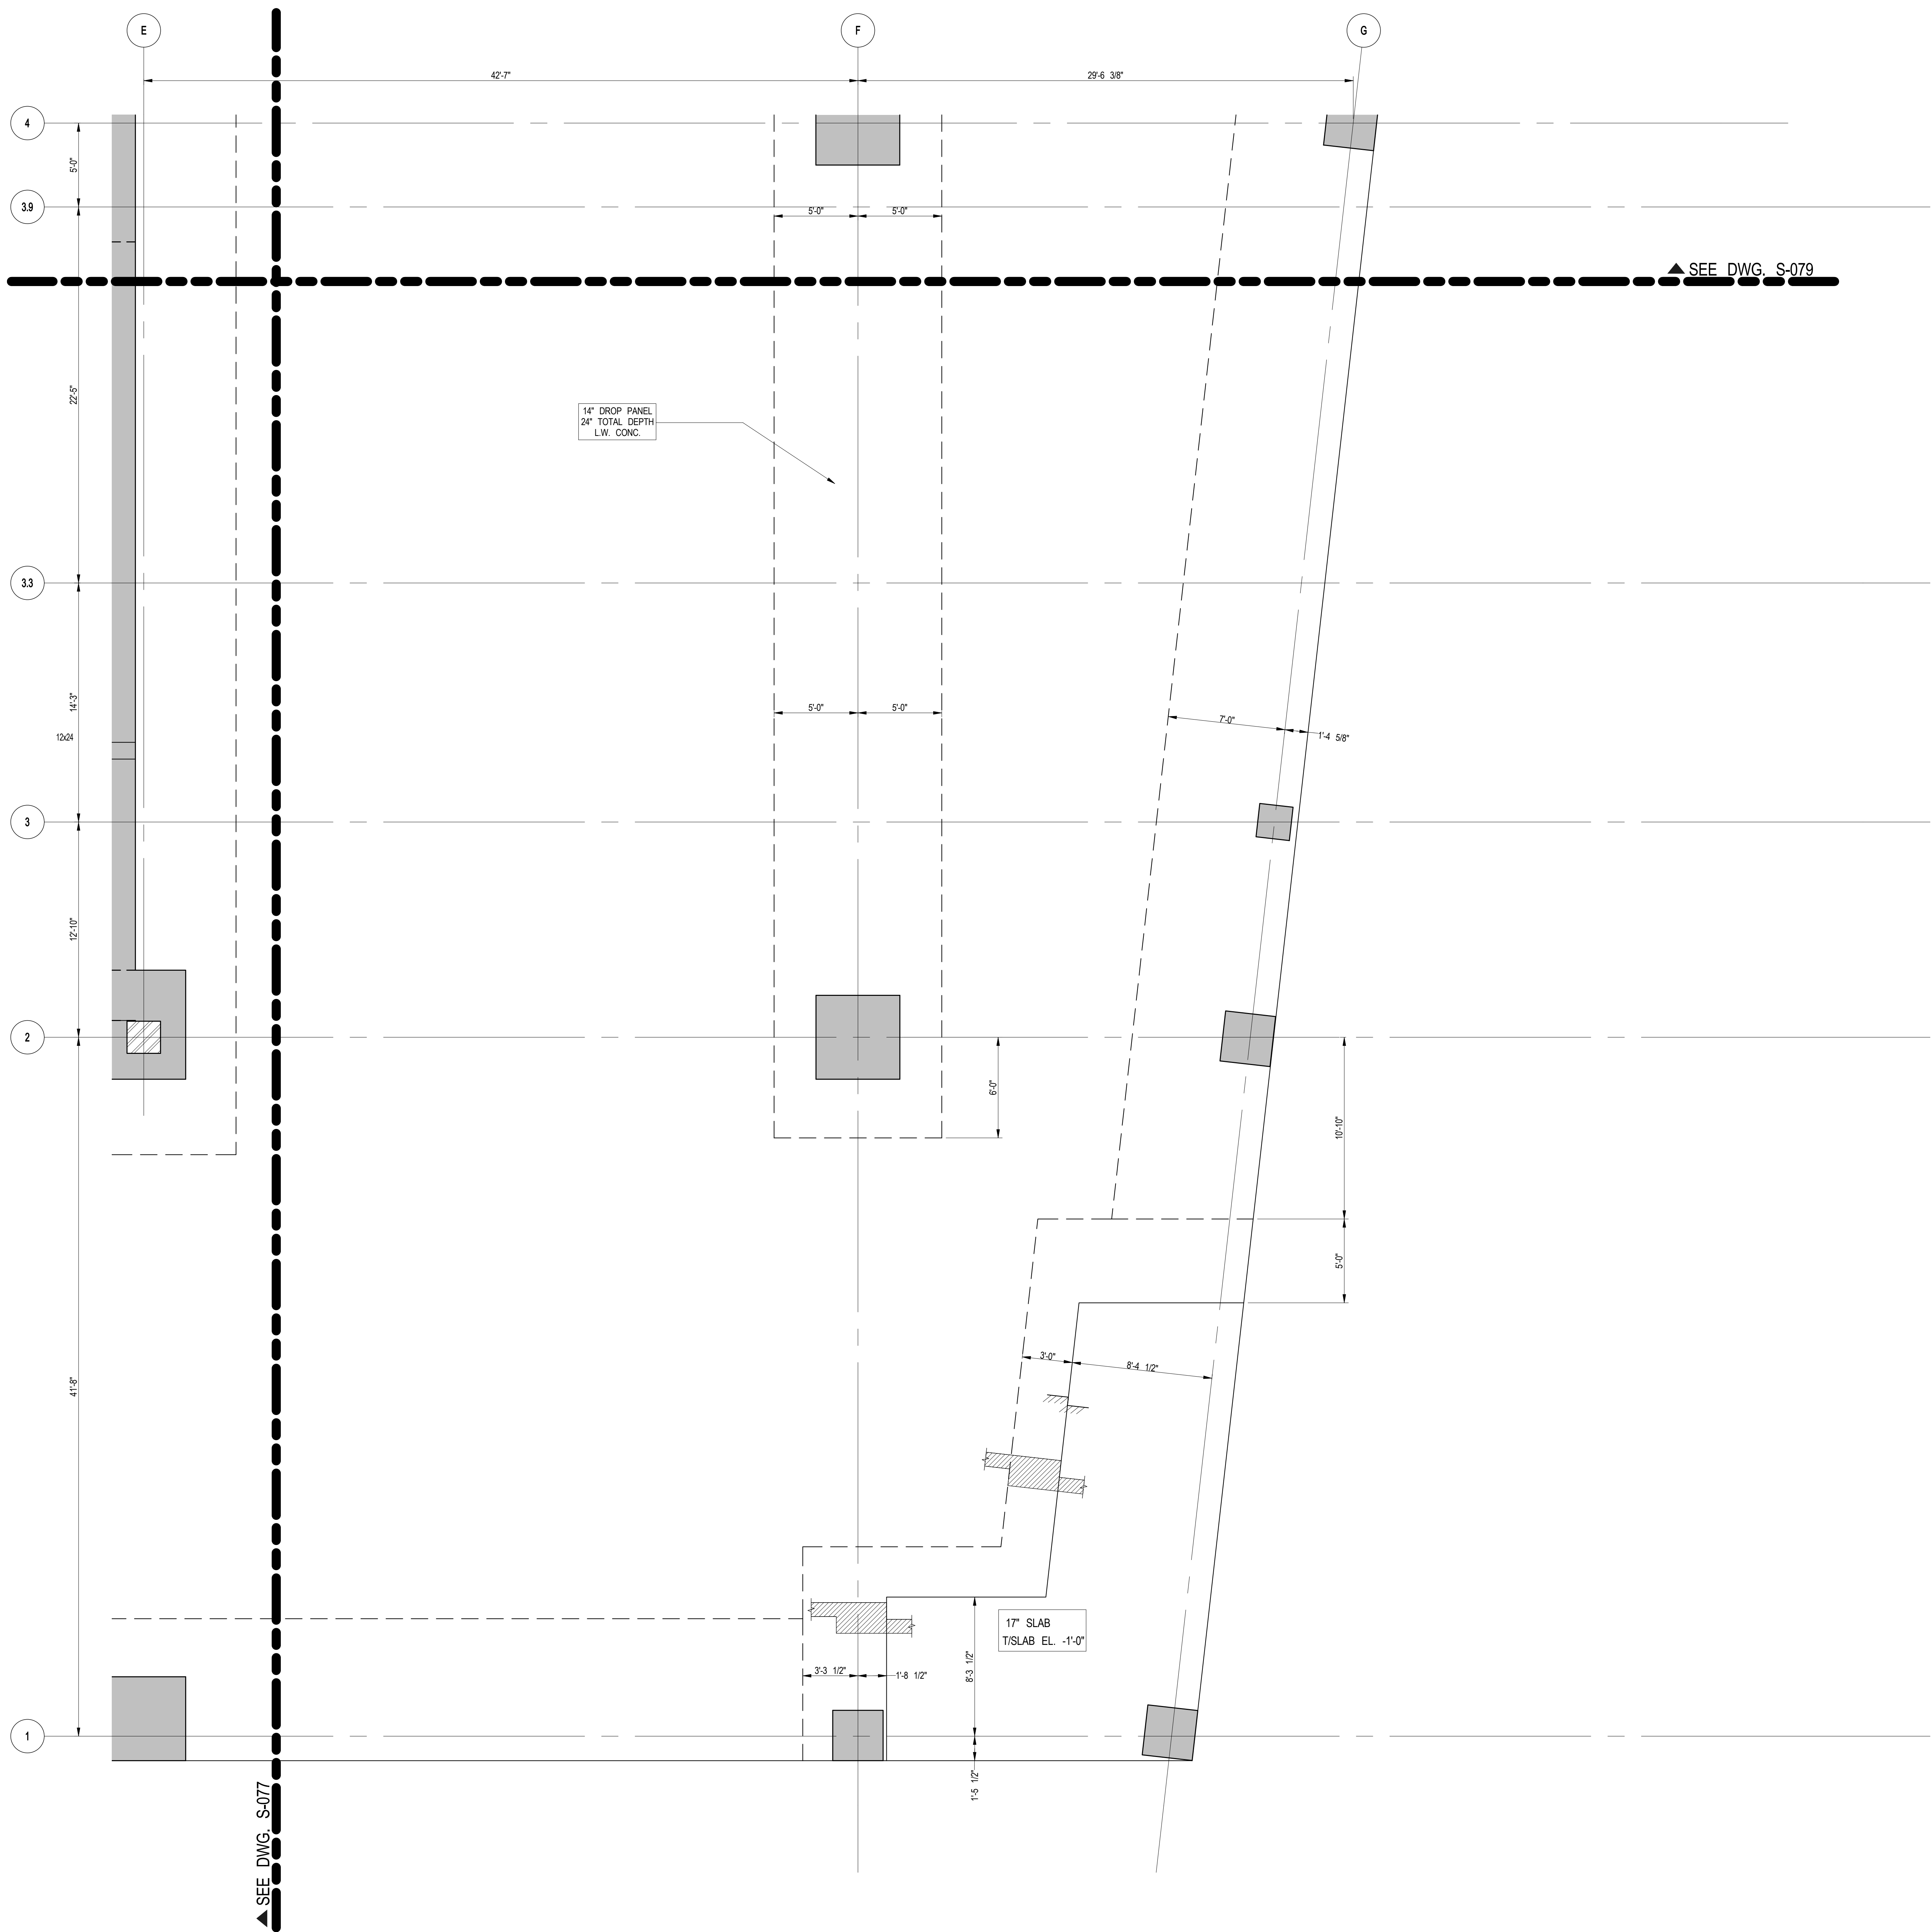 E
F
G
42'-7"
29'-6 3/8"
4
5'-0"
3.9
5'-0"
5'-0"
SEE DWG. S-079
22'-5"
14" DROP PANEL
24" TOTAL DEPTH
L.W. CONC.
3.3
14'-3"
12x24
5'-0"
5'-0"
7'-0"
1'-4 5/8"
3
12'-10"
2
6'-0"
10'-10"
5'-0"
3'-0"
8'-4 1/2"
41'-8"
17" SLAB
T/SLAB EL. -1'-0"
3'-3 1/2"
1'-8 1/2"
8'-3 1/2"
1
1'-5 1/2"
SEE DWG. S-077